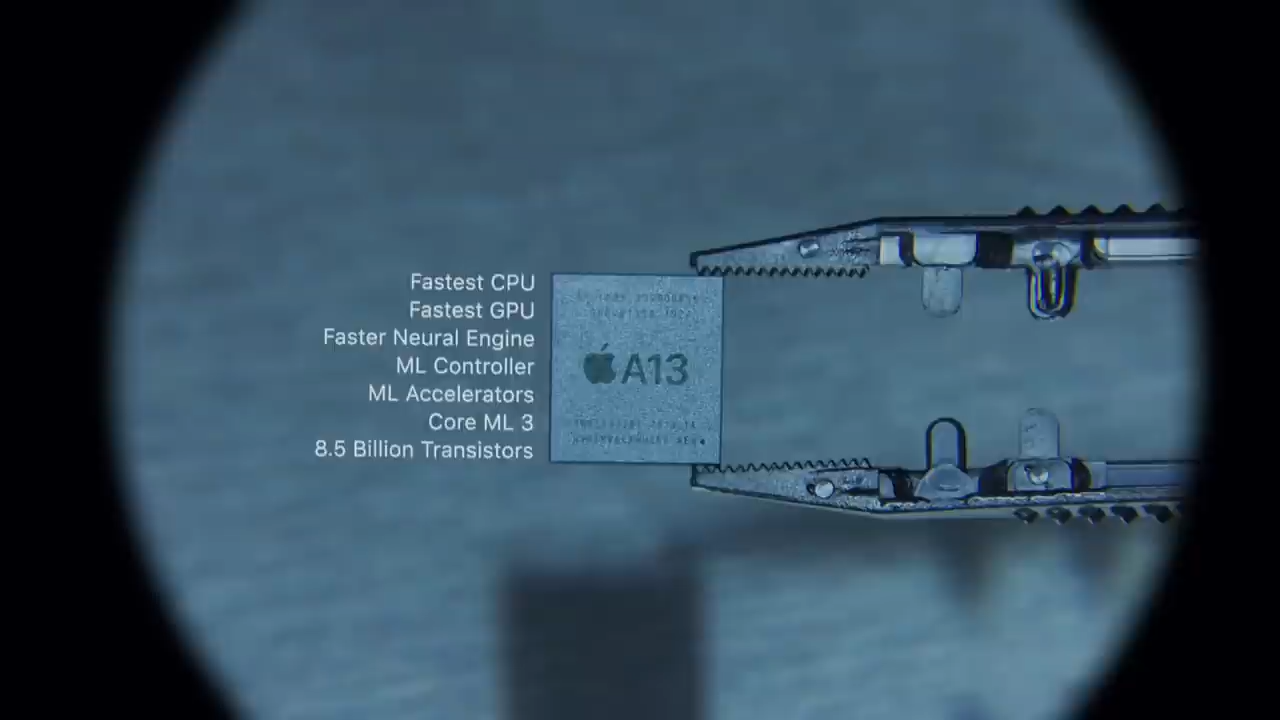 Fastest CPU
Fastest GPU
Faster Neural Engine
ML Controller
ML Accelerators
Core ML 3
8.5 Billion Transistors
A13